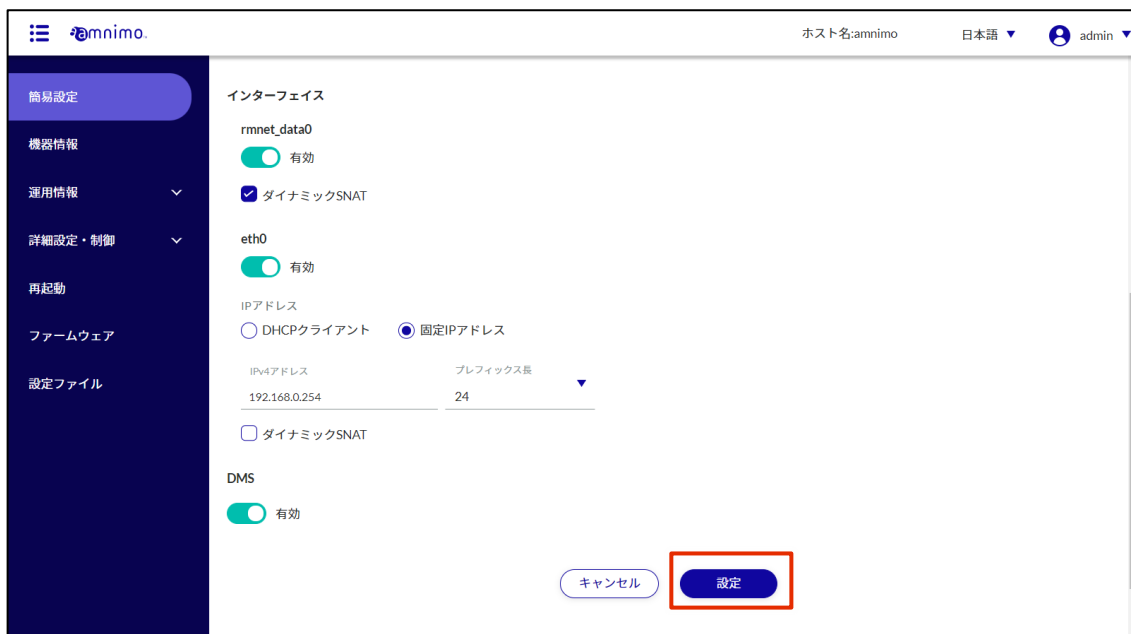 amnimo.
ホスト名:amnimo
日本語
admin
簡易設定
機器情報
運用情報
詳細設定・制御
再起動
ファームウェア
設定ファイル
インターフェイス
rmnet_data0
有効
ダイナミックSNAT
eth0
有効
IPアドレス
DHCPクライアント
固定IPアドレス
IPv4アドレス
プレフィックス長
192.168.0.254
24
ダイナミックSNAT
DMS
有効
キャンセル
設定